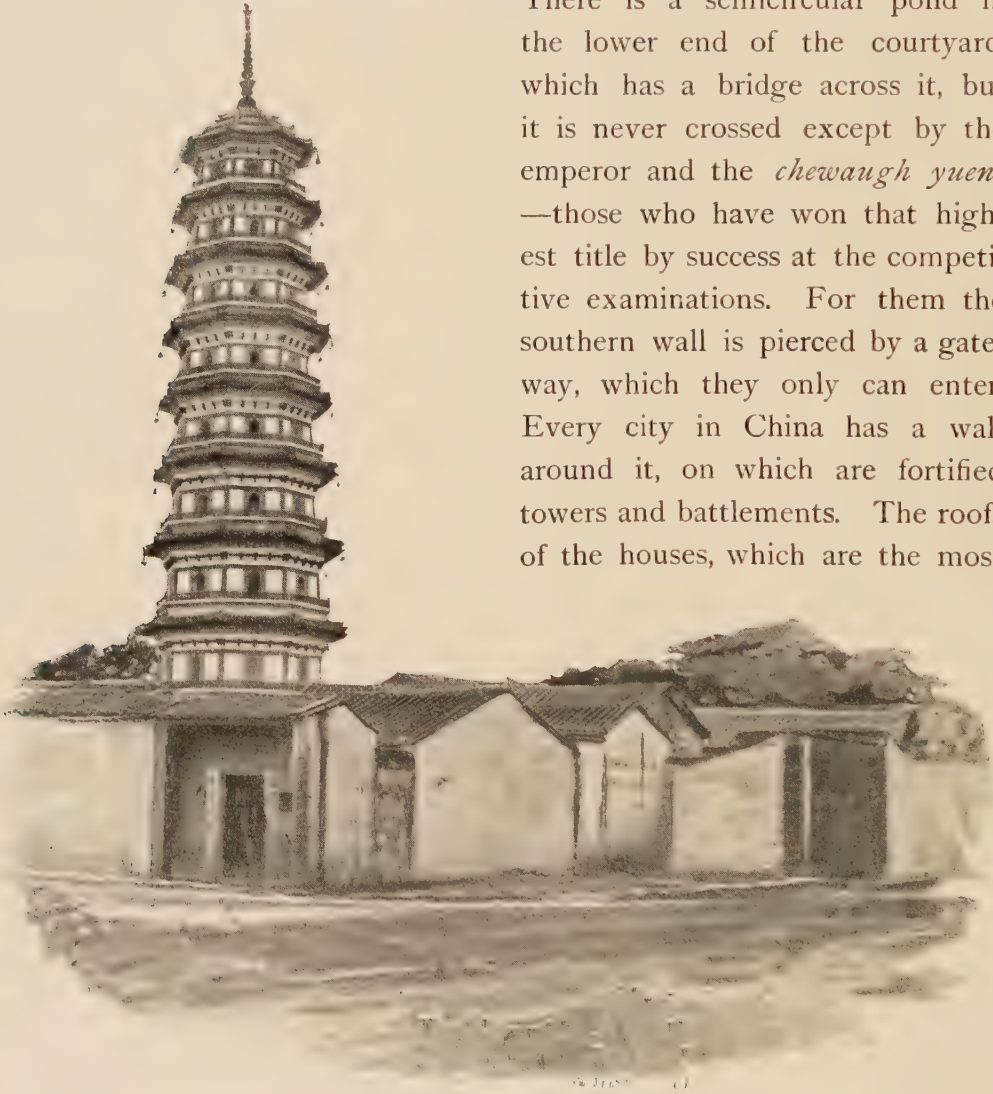 There is a semicircular pond i
the lower end of the courtyard
which has a bridge across it, bu
it is never crossed except by th
emperor and the chewaugh yuen
—those who have won that high
est title by success at the competi
tive examinations. For them the
southern wall is pierced by a gate
way, which they only can enter
Every city in China has a wal
around it, on which are fortified
towers and battlements. The roof
of the houses, which are the mos